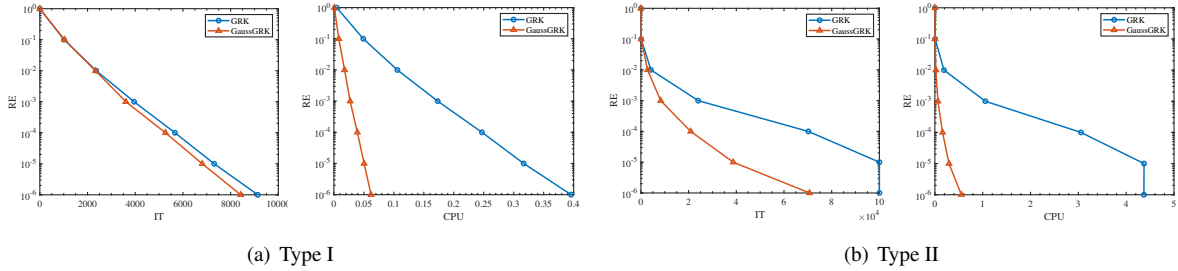 10^0
10^-1
10^-2
10^-3
10^-4
10^-5
10^-6
RE
0 2000 4000 6000 8000 10000
IT
GRK
GaussGRK
10^0
10^-1
10^-2
10^-3
10^-4
10^-5
10^-6
RE
0 0.05 0.1 0.15 0.2 0.25 0.3 0.35 0.4
CPU
GRK
GaussGRK
(a) Type I
10^0
10^-1
10^-2
10^-3
10^-4
10^-5
10^-6
RE
0 2 4 6 8 10
×10^4
IT
GRK
GaussGRK
10^0
10^-1
10^-2
10^-3
10^-4
10^-5
10^-6
RE
0 1 2 3 4 5
CPU
GRK
GaussGRK
(b) Type II